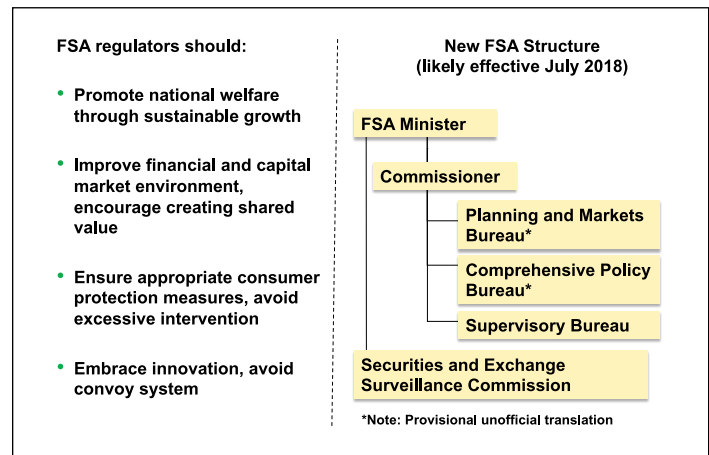 FSA regulators should:
• Promote national welfare
through sustainable growth
• Improve financial and capital
market environment,
encourage creating shared
value
• Ensure appropriate consumer
protection measures, avoid
excessive intervention
• Embrace innovation, avoid
convoy system
New FSA Structure
(likely effective July 2018)
FSA Minister
Commissioner
Planning and Markets
Bureau*
Comprehensive Policy
Bureau*
Supervisory Bureau
Securities and Exchange
Surveillance Commission
*Note: Provisional unofficial translation